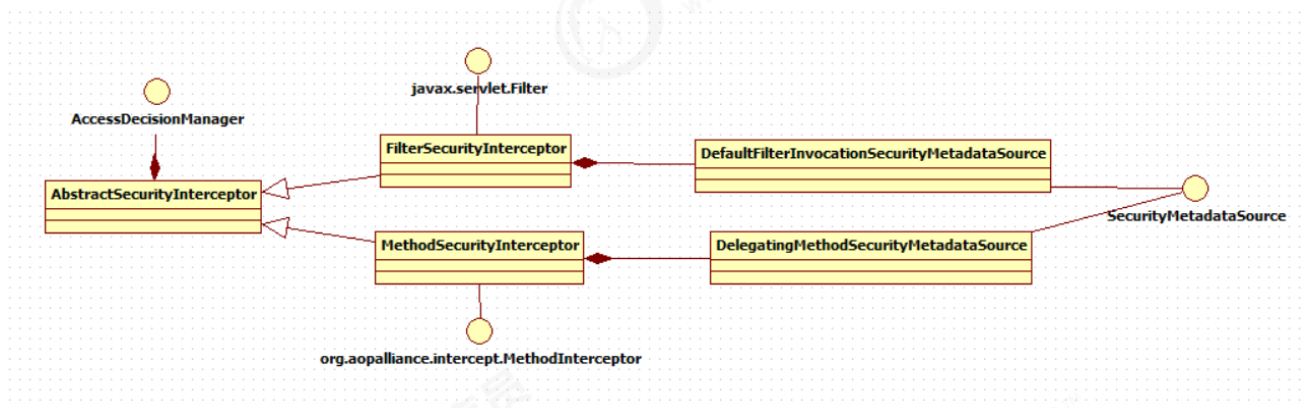 javax.servlet.Filter
AccessDecisionManager
FilterSecurityInterceptor
DefaultFilterInvocationSecurityMetadataSource
AbstractSecurityInterceptor
SecurityMetadataSource
MethodSecurityInterceptor
DelegatingMethodSecurityMetadataSource
org.aopalliance.intercept.MethodInterceptor